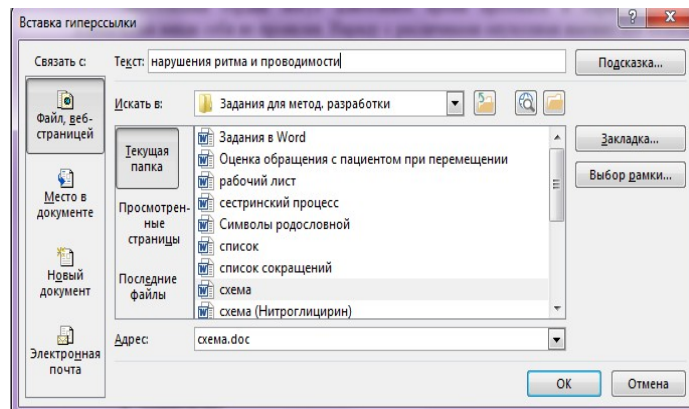 Вставка гиперссылки
Связать с:
Текст: нарушения ритма и проводимости
Подсказка...
Файл, веб-
страницей
Искать в: Задания для метод. разработки
Текущая
папка
Задания в Word
Оценка обращения с пациентом при перемещении
рабочий лист
сестринский процесс
Символы родословной
список
список сокращений
схема
схема (Нитроглицирин)
Закладка...
Выбор рамки...
Место в
документе
Просмотрен-
ные
страницы
Новый
документ
Последние
файлы
Электронная
почта
Адрес: схема.doc
ОК
Отмена